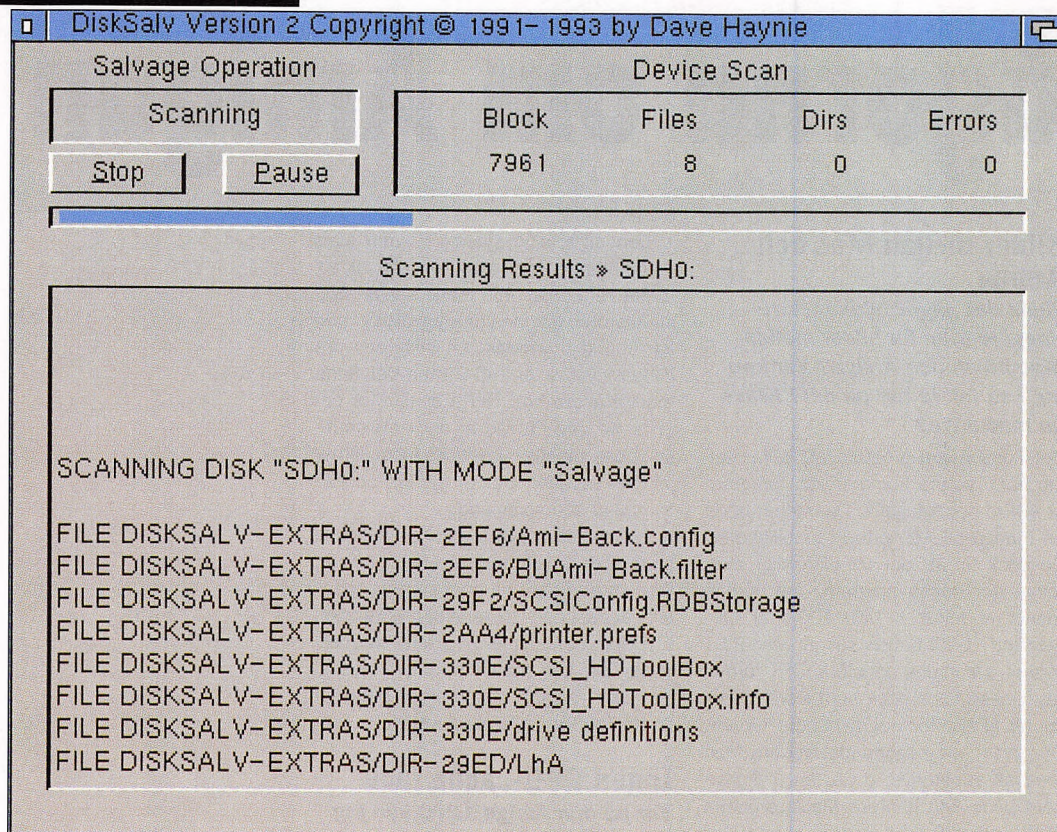 DiskSalv Version 2 Copyright © 1991-1993 by Dave Haynie
Salvage Operation
Device Scan
Scanning
Block Files Dirs Errors
7961 8 0 0
Stop Pause
Scanning Results » SDH0:
SCANNING DISK "SDH0:" WITH MODE "Salvage"
FILE DISKSALV-EXTRAS/DIR-2EF6/Ami-Back.config
FILE DISKSALV-EXTRAS/DIR-2EF6/BUAmi-Back.filter
FILE DISKSALV-EXTRAS/DIR-29F2/SCSIConfig.RDBStorage
FILE DISKSALV-EXTRAS/DIR-2AA4/printer.prefs
FILE DISKSALV-EXTRAS/DIR-330E/SCSI_HDToolBox
FILE DISKSALV-EXTRAS/DIR-330E/SCSI_HDToolBox.info
FILE DISKSALV-EXTRAS/DIR-330E/drive definitions
FILE DISKSALV-EXTRAS/DIR-29ED/LhA